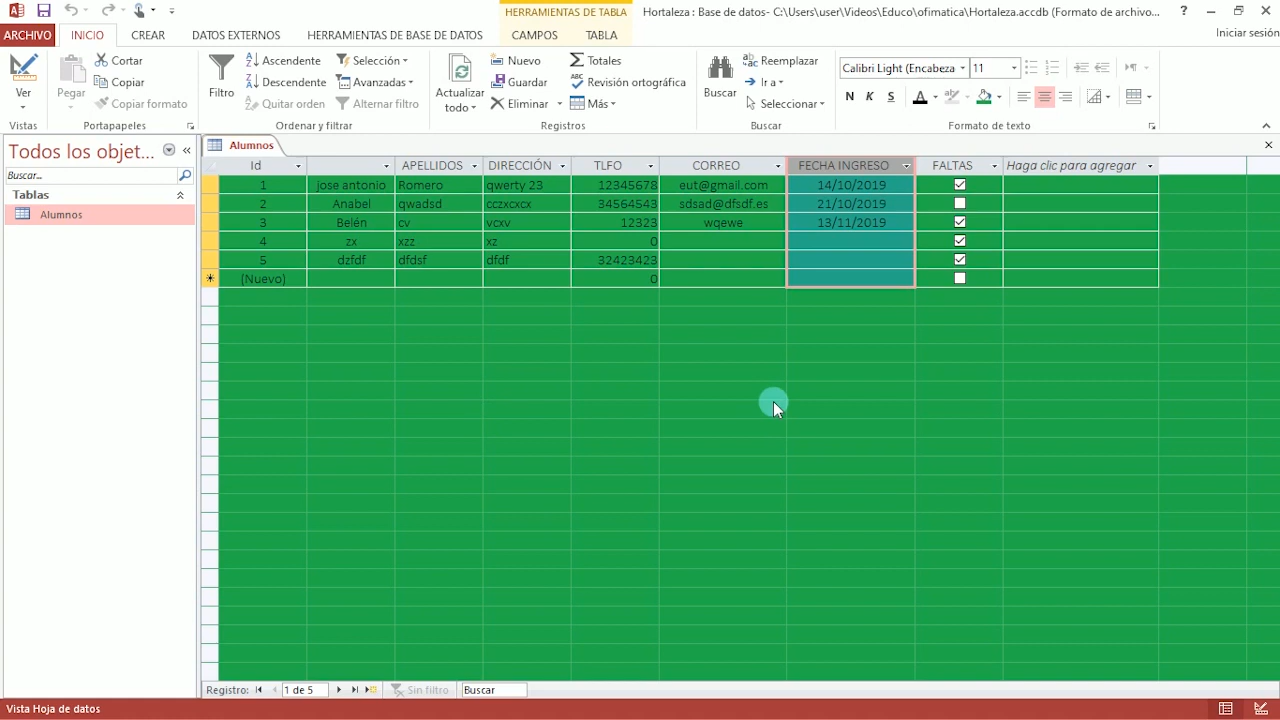 HERRAMIENTAS DE TABLA
Hortaleza : Base de datos- C:\Users\user\Videos\Educo\ofimatica\Hortaleza.accdb (Formato de archivo...
?
ARCHIVO INICIO CREAR DATOS EXTERNOS HERRAMIENTAS DE BASE DE DATOS CAMPOS TABLA
Iniciar sesión
Ver
Vistas
Pegar
Cortar
Copiar
Copiar formato
Portapapeles
Filtro
Ascendente
Descendente
Quitar orden
Selección
Avanzadas
Alternar filtro
Ordenar y filtrar
Actualizar
todo
Nuevo
Guardar
Eliminar
Totales
Revisión ortográfica
Más
Registros
Buscar
Reemplazar
Ir a
Seleccionar
Buscar
Calibri Light (Encabeza 11
N K S A
Formato de texto
Todos los objet...
Buscar...
Tablas
Alumnos
Alumnos
Id APELLIDOS DIRECCIÓN TLFO CORREO FECHA INGRESO FALTAS Haga clic para agregar
1 jose antonio Romero qwerty 23 12345678 eut@gmail.com 14/10/2019
2 Anabel qwadsd cczxcxcx 34564543 sdsad@dfsdf.es 21/10/2019
3 Belén cv vcxv 12323 wqewe 13/11/2019
4 zx xzz xz 0
5 dzfdf dfdsf dfdf 32423423
(Nuevo) 0
Registro: 1 de 5 Sin filtro Buscar
Vista Hoja de datos